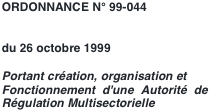 ORDONNANCE N° 99-044
du 26 octobre 1999
Portant création, organisation et
Fonctionnement d'une Autorité de
Régulation Multisectorielle